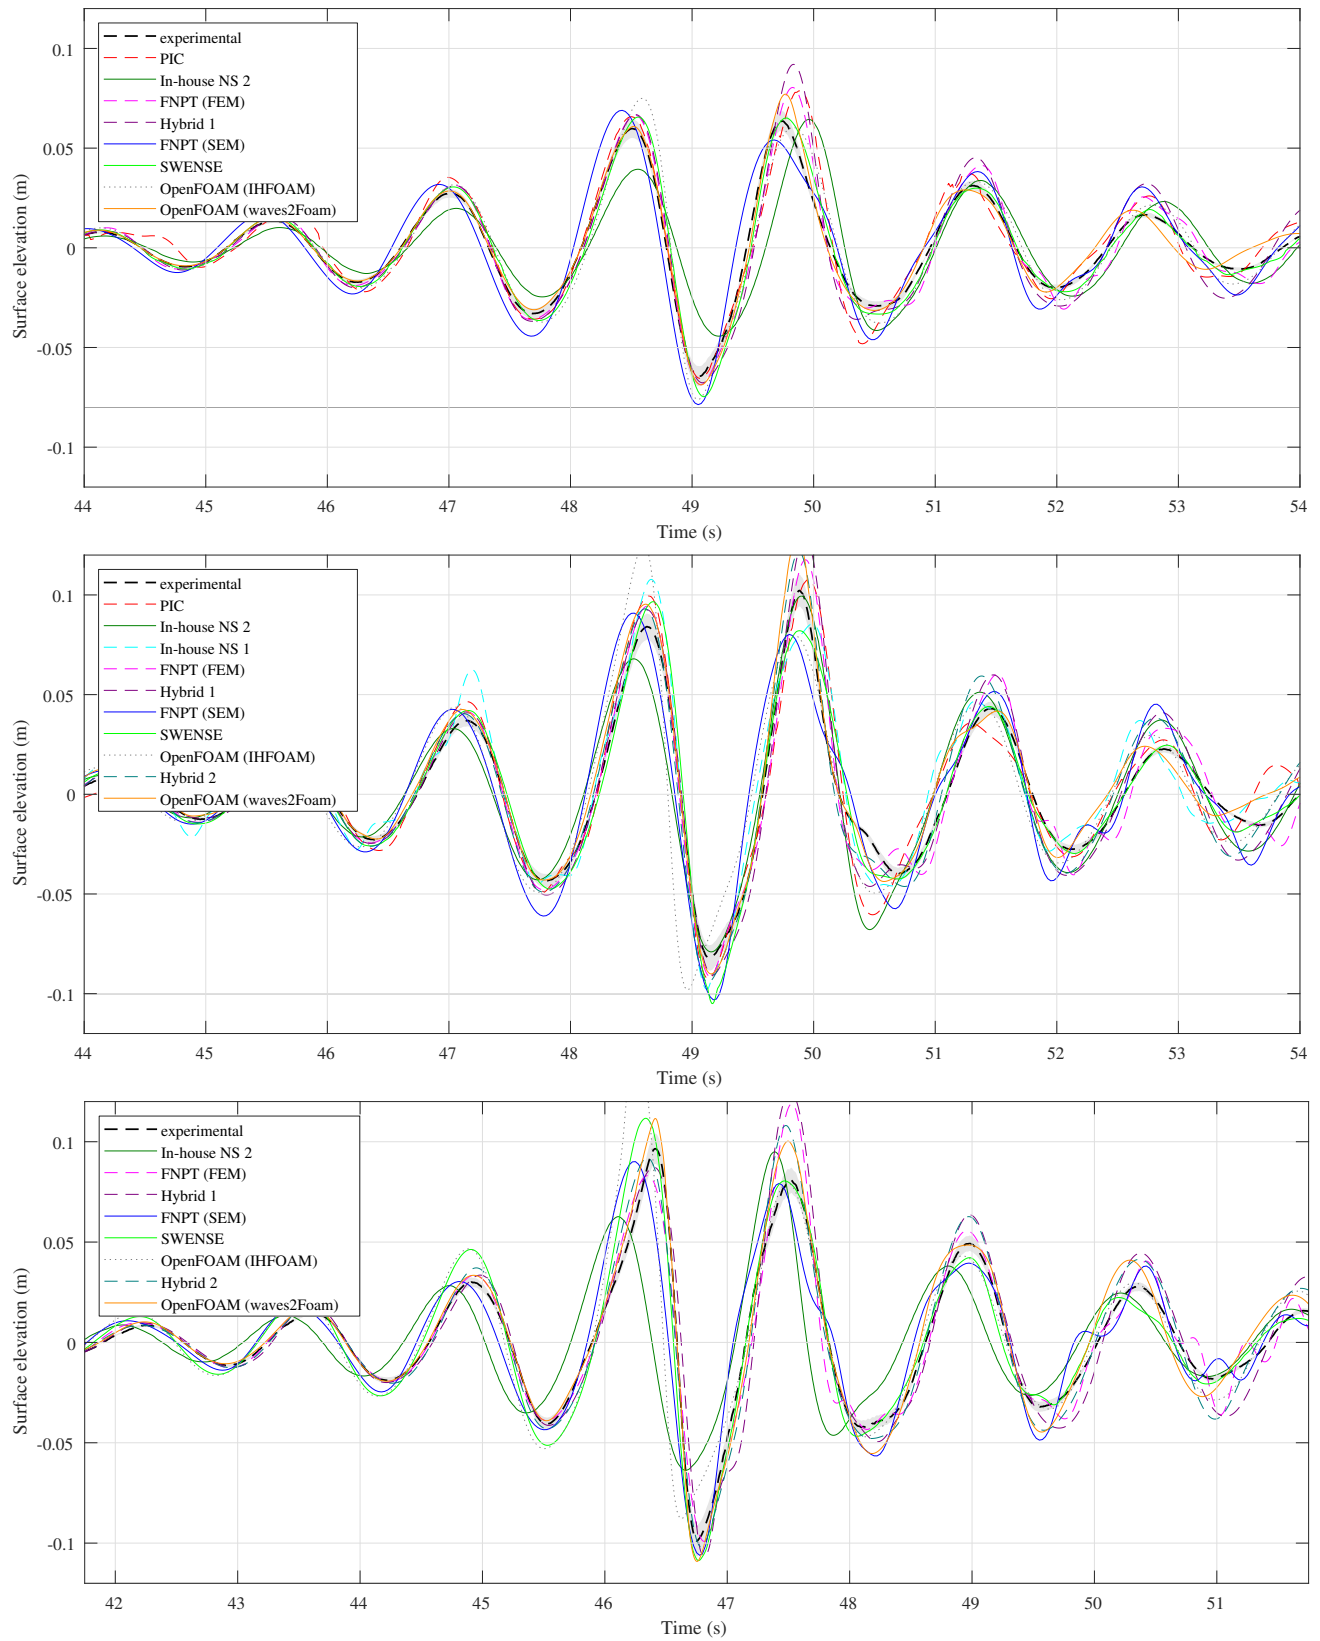 0.1
0.05
0
-0.05
-0.1
Surface elevation (m)
experimental
PIC
In-house NS 2
FNPT (FEM)
Hybrid 1
FNPT (SEM)
SWENSE
OpenFOAM (IHFOAM)
OpenFOAM (waves2Foam)
44 45 46 47 48 49 50 51 52 53 54
Time (s)
0.1
0.05
0
-0.05
-0.1
Surface elevation (m)
experimental
PIC
In-house NS 2
In-house NS 1
FNPT (FEM)
Hybrid 1
FNPT (SEM)
SWENSE
OpenFOAM (IHFOAM)
Hybrid 2
OpenFOAM (waves2Foam)
44 45 46 47 48 49 50 51 52 53 54
Time (s)
0.1
0.05
0
-0.05
-0.1
Surface elevation (m)
experimental
In-house NS 2
FNPT (FEM)
Hybrid 1
FNPT (SEM)
SWENSE
OpenFOAM (IHFOAM)
Hybrid 2
OpenFOAM (waves2Foam)
42 43 44 45 46 47 48 49 50 51
Time (s)